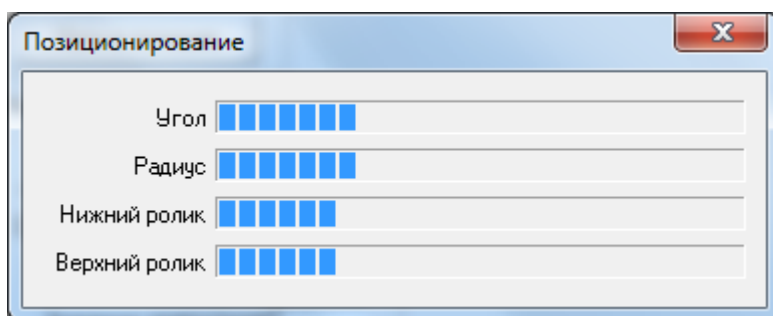 Позиционирование
Угол
Радиус
Нижний ролик
Верхний ролик